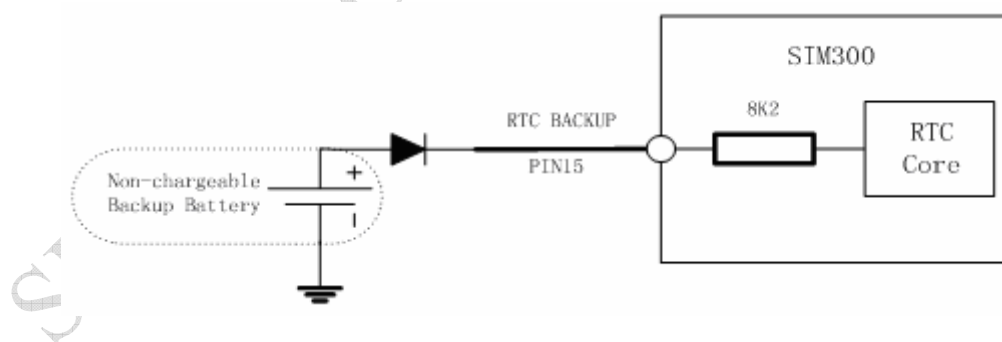 SIM300
8K2
RTC BACKUP
PIN15
RTC
Core
Non-chargeable
Backup Battery
+
-